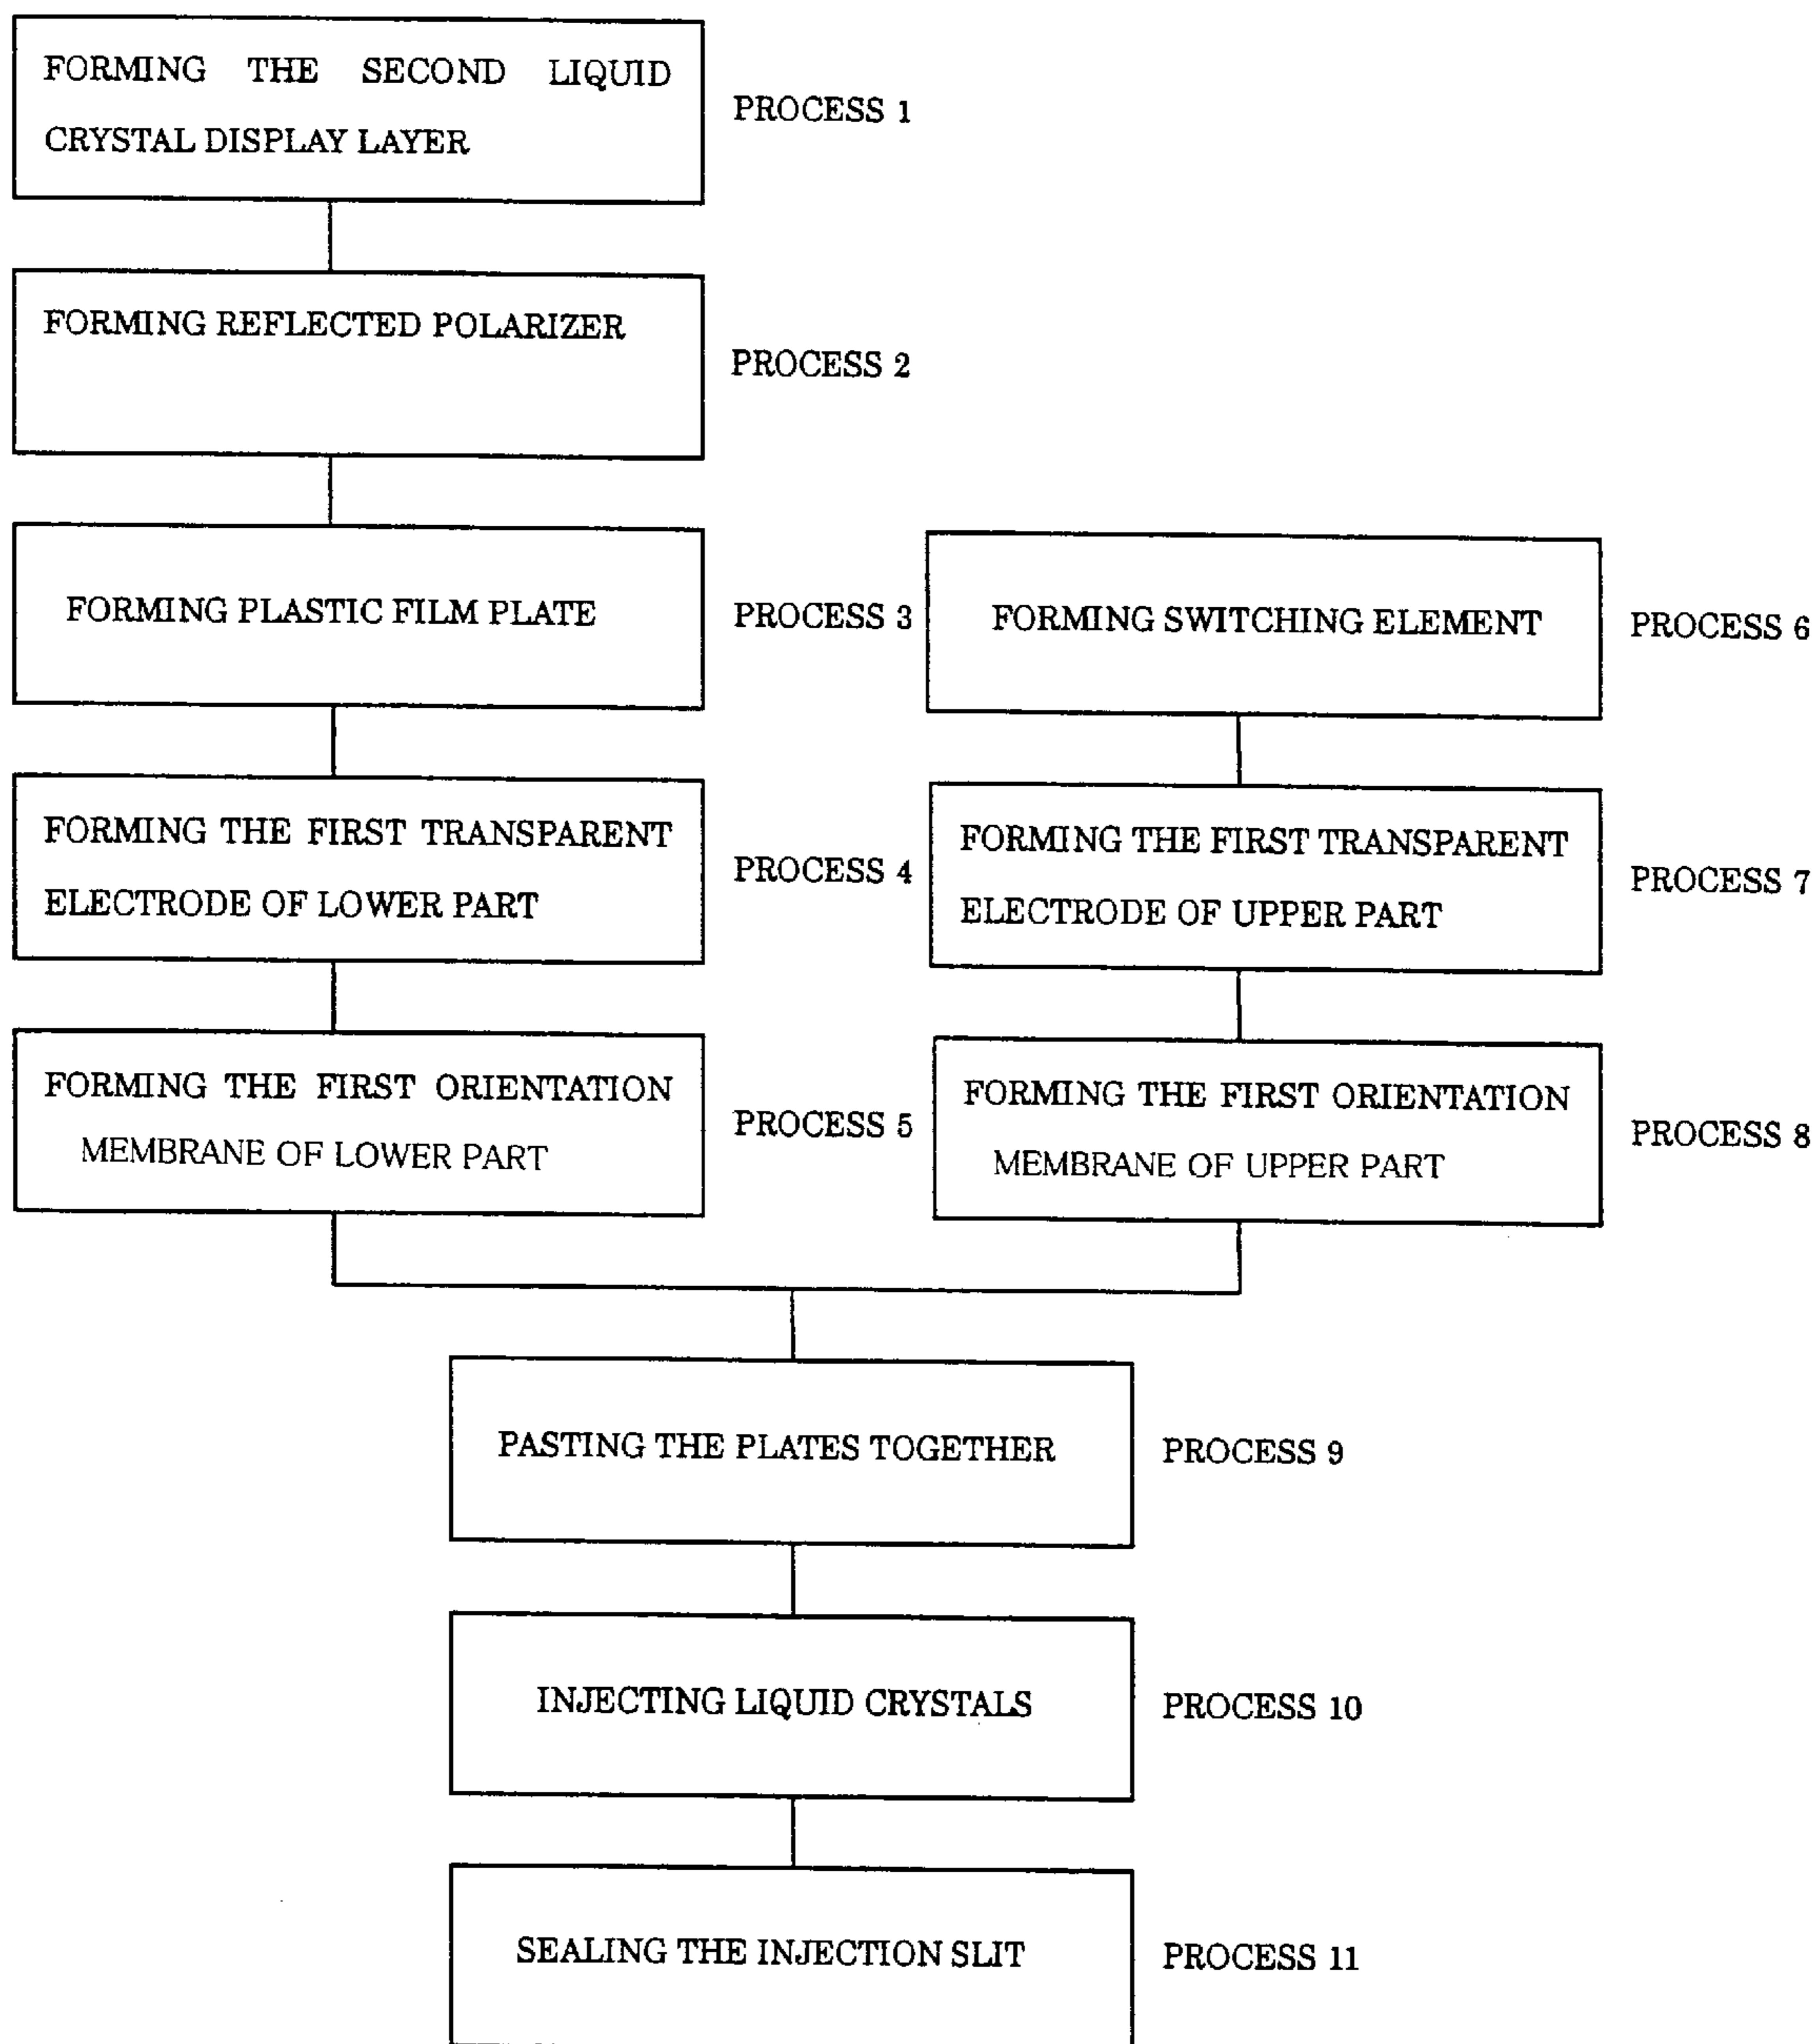 FORMING THE SECOND LIQUID
CRYSTAL DISPLAY LAYER
PROCESS 1
FORMING REFLECTED POLARIZER
PROCESS 2
FORMING PLASTIC FILM PLATE
PROCESS 3
FORMING THE FIRST TRANSPARENT
ELECTRODE OF LOWER PART
PROCESS 4
FORMING THE FIRST ORIENTATION
MEMBRANE OF LOWER PART
PROCESS 5
FORMING SWITCHING ELEMENT
PROCESS 6
FORMING THE FIRST TRANSPARENT
ELECTRODE OF UPPER PART
PROCESS 7
FORMING THE FIRST ORIENTATION
MEMBRANE OF UPPER PART
PROCESS 8
PASTING THE PLATES TOGETHER
PROCESS 9
INJECTING LIQUID CRYSTALS
PROCESS 10
SEALING THE INJECTION SLIT
PROCESS 11